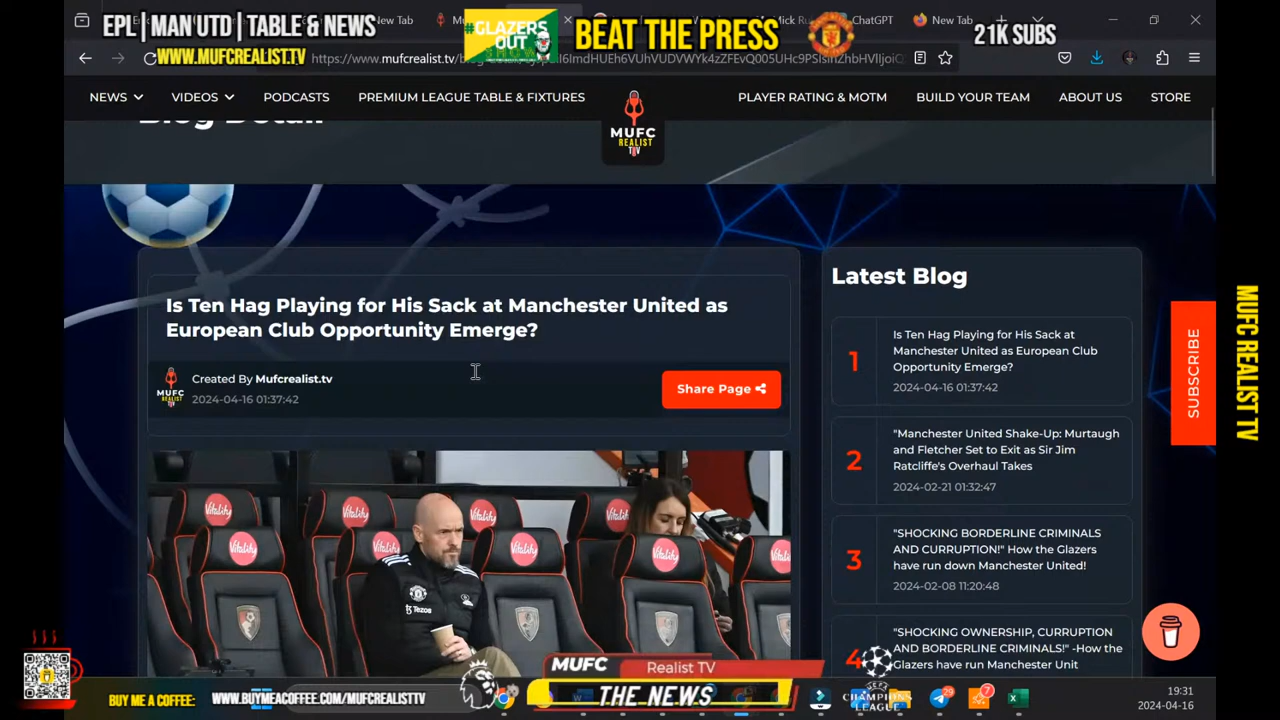 EPL | MAN UTD | TABLE & NEWS
WWW.MUFCREALIST.TV
#GLAZERS
OUT
BEAT THE PRESS
21K SUBS
New Tab
Mick Ru
ChatGPT
New Tab
https://www.mufcrealist.tv/
NEWS
VIDEOS
PODCASTS
PREMIUM LEAGUE TABLE & FIXTURES
MUFC
REALIST
TV
PLAYER RATING & MOTM
BUILD YOUR TEAM
ABOUT US
STORE
Blog Detail
Is Ten Hag Playing for His Sack at Manchester United as
European Club Opportunity Emerge?
MUFC
REALIST
Created By Mufcrealist.tv
2024-04-16 01:37:42
Share Page
Latest Blog
1
Is Ten Hag Playing for His Sack at
Manchester United as European Club
Opportunity Emerge?
2024-04-16 01:37:42
2
"Manchester United Shake-Up: Murtaugh
and Fletcher Set to Exit as Sir Jim
Ratcliffe's Overhaul Takes
2024-02-21 01:32:47
3
"SHOCKING BORDERLINE CRIMINALS
AND CURRUPTION!" How the Glazers
have run down Manchester United!
2024-02-08 11:20:48
4
"SHOCKING OWNERSHIP, CURRUPTION
AND BORDERLINE CRIMINALS!" -How the
Glazers have run Manchester Unit
SUBSCRIBE
MUFC REALIST TV
Vitality
Vitality
Vitality
Vitality
Vitality
Vitality
Vitality
Vitality
Tezos
MUFC
Realist TV
THE NEWS
BUY ME A COFFEE:
WWW.BUYMEACOFFEE.COM/MUFCREALISTTV
CHAMPIONS
LEAGUE
19:31
2024-04-16